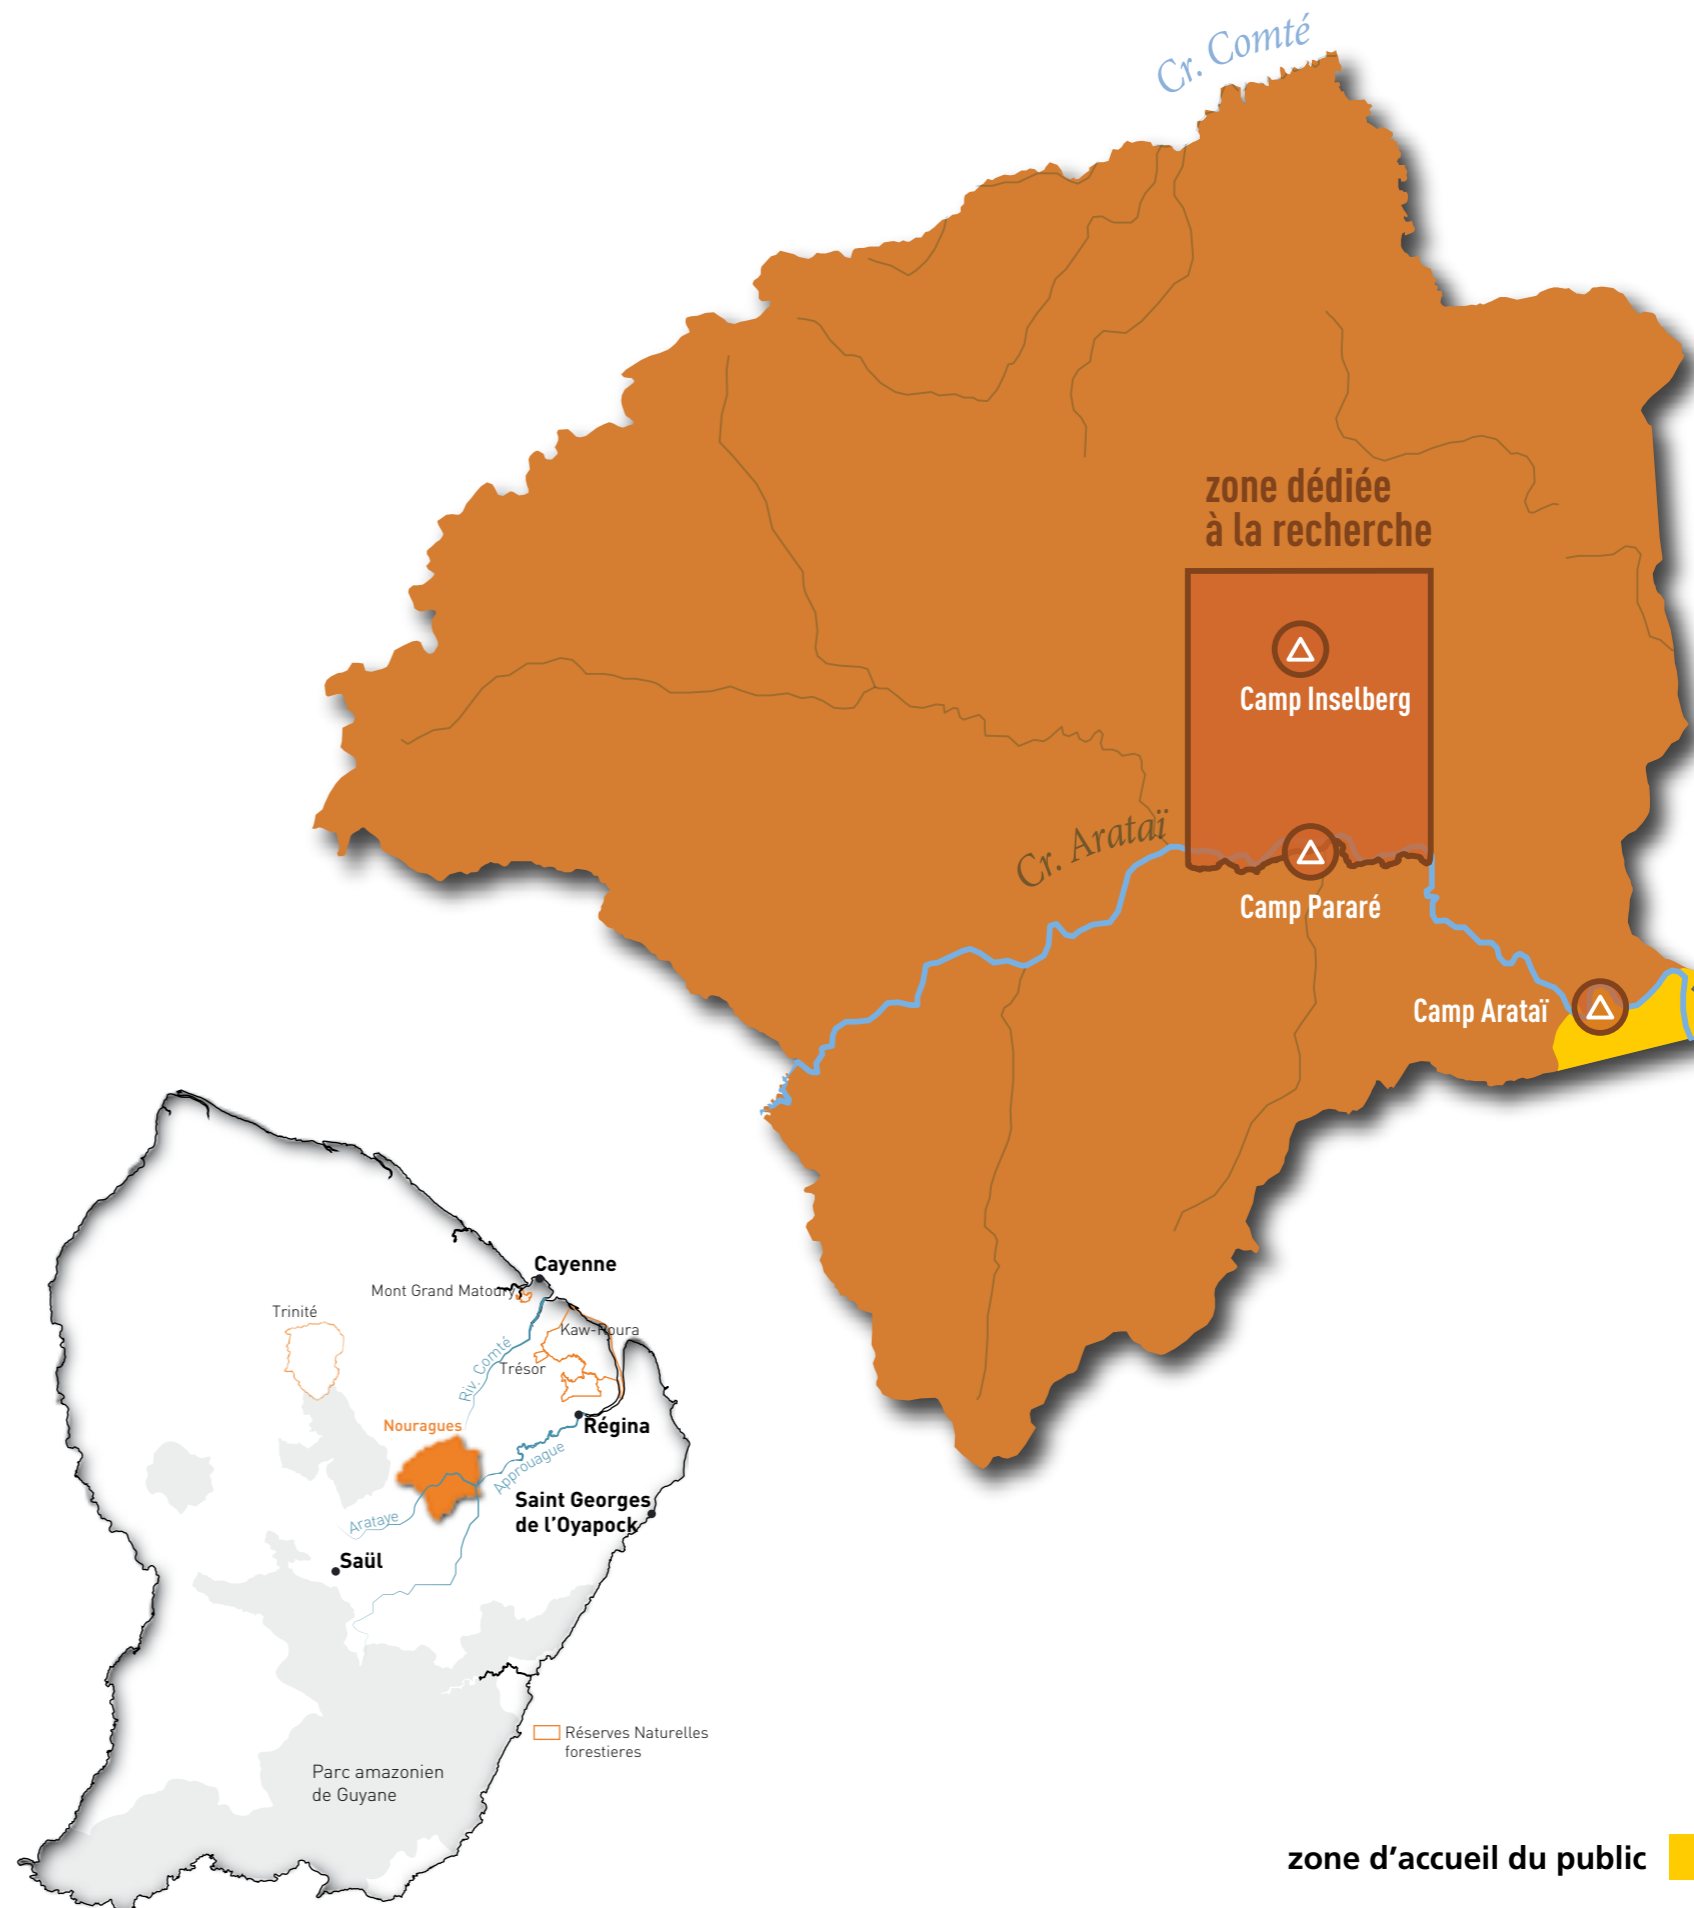 Cr. Comté
zone dédiée
à la recherche
Camp Inselberg
Cr. Arataï
Camp Pararé
Camp Arataï
Cayenne
Mont Grand Matoury
Trinité
Kaw-Roura
Riv. Comté
Trésor
Nouragues
Régina
Approuague
Saint Georges
de l'Oyapock
Arataye
Saül
Réserves Naturelles
forestieres
Parc amazonien
de Guyane
zone d'accueil du public